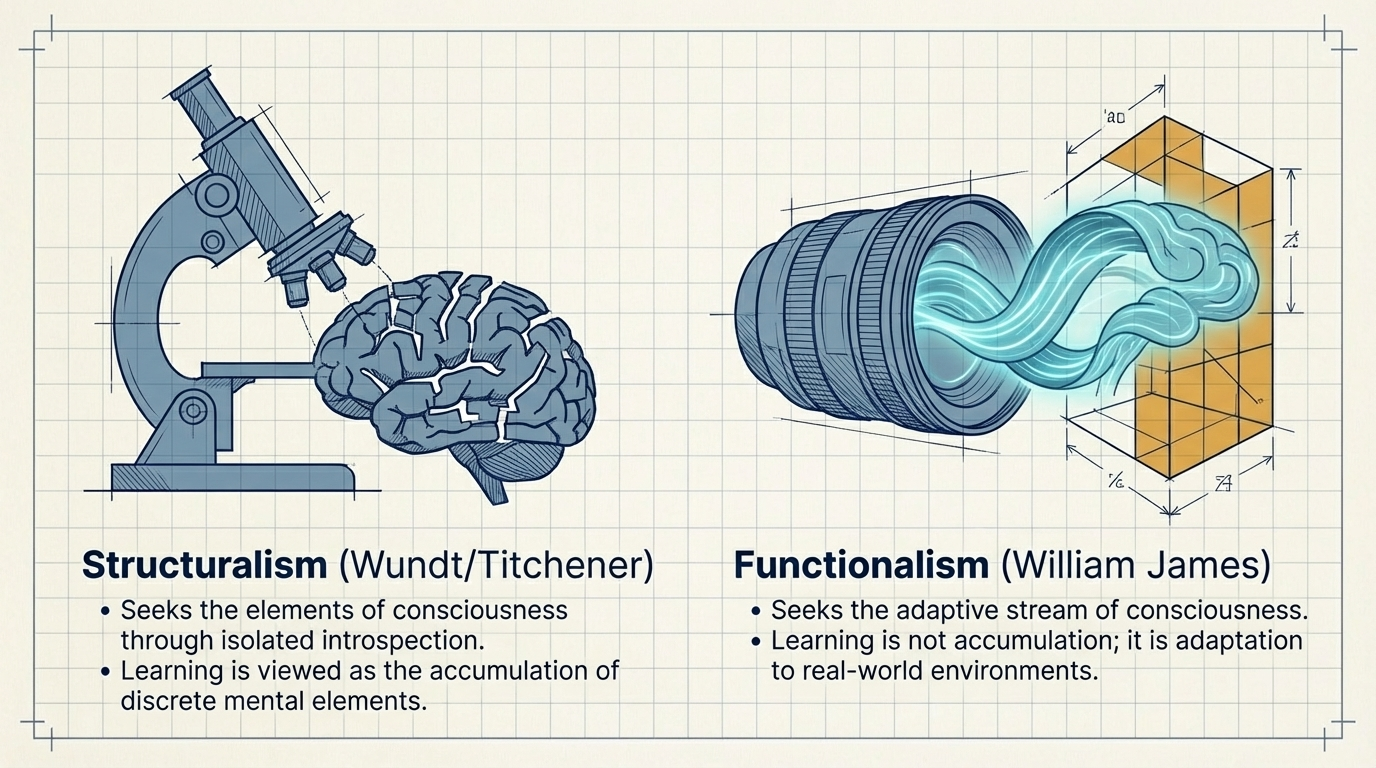 Structuralism (Wundt/Titchener)
• Seeks the elements of consciousness
through isolated introspection.
• Learning is viewed as the accumulation of
discrete mental elements.
Functionalism (William James)
• Seeks the adaptive stream of consciousness.
• Learning is not accumulation; it is adaptation
to real-world environments.